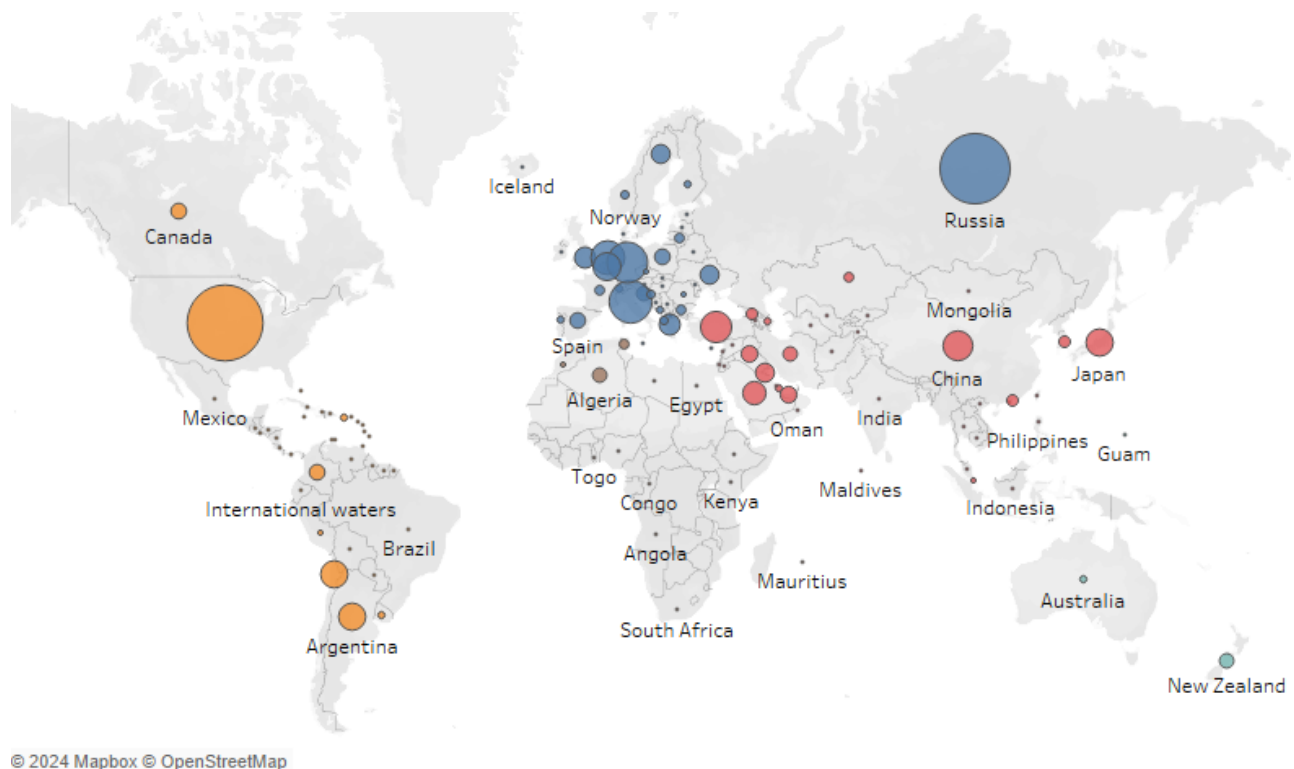 Iceland
Norway
Russia
Canada
Mongolia
Spain
China
Japan
Mexico
Algeria
Egypt
Oman
India
Philippines
Guam
Togo
Congo
Kenya
Maldives
Indonesia
International waters
Brazil
Angola
Mauritius
Australia
South Africa
Argentina
New Zealand
© 2024 Mapbox © OpenStreetMap